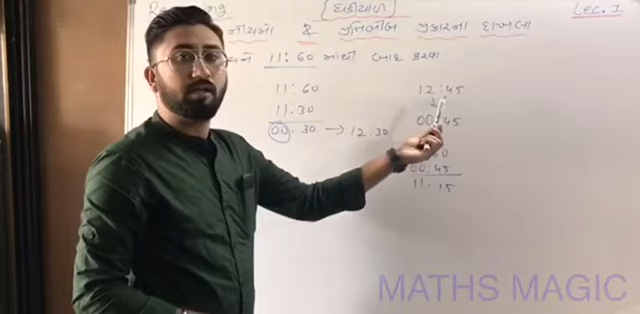 [ઘડિયાળ] Lec. 1
પ્રતિબિંબ પ્રકારના દાખલા
11:60 માંથી બાદ કરવા
11:60
11.30
00.30 → 12.30
12:45
↓
00:45
00:45
11.15
MATHS MAGIC